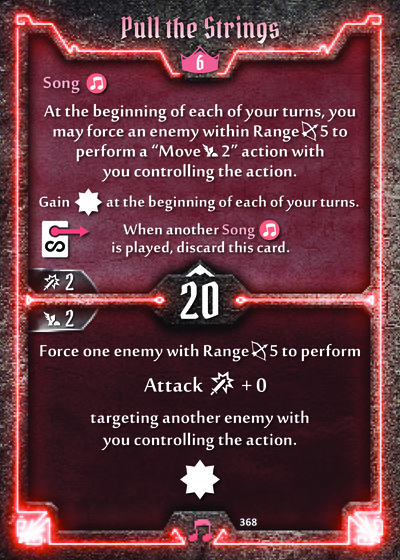 Pull the Strings
6
Song
At the beginning of each of your turns, you
may force an enemy within Range 5 to
perform a “Move 2” action with
you controlling the action.
Gain at the beginning of each of your turns.
When another Song
is played, discard this card.
2
20
2
Force one enemy with Range 5 to perform
Attack + 0
targeting another enemy with
you controlling the action.
368